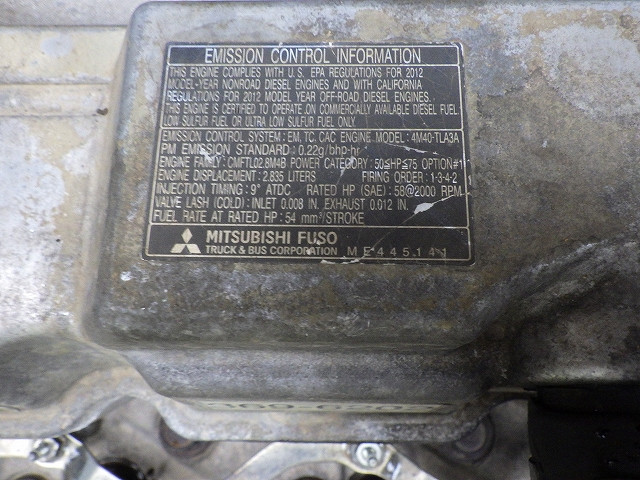 EMISSION CONTROL INFORMATION
THIS ENGINE COMPLIES WITH U.S. EPA REGULATIONS FOR 2012
MODEL-YEAR NONROAD DIESEL ENGINES AND WITH CALIFORNIA
REGULATIONS FOR 2012 MODEL YEAR OFF-ROAD DIESEL ENGINES.
THIS ENGINE IS CERTIFIED TO OPERATE ON COMMERCIALLY AVAILABLE DIESEL FUEL
LOW SULFUR FUEL OR ULTRA LOW SULFUR FUEL ONLY.
EMISSION CONTROL SYSTEM : EM, TC, CAC ENGINE MODEL: 4M40-TLA3A
PM EMISSION STANDARD : 0.22g/bhp-hr
ENGINE FAMILY: CMFTL02.8M4B POWER CATEGORY: 50≦HP≦75 OPTION#1
ENGINE DISPLACEMENT: 2.835 LITERS FIRING ORDER: 1-3-4-2
INJECTION TIMING: 9° ATDC RATED HP (SAE): 58@2000 RPM
VALVE LASH (COLD): INLET 0.008 IN. EXHAUST 0.012 IN.
FUEL RATE AT RATED HP: 54 mm³/STROKE
MITSUBISHI FUSO
TRUCK & BUS CORPORATION ME445141